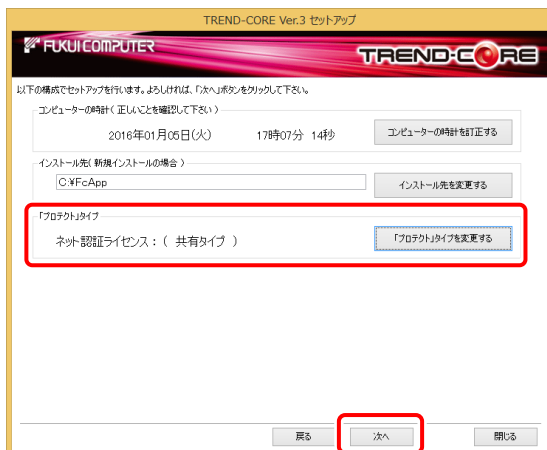 TREND-CORE Ver.3 セットアップ
FUKUI COMPUTER
TREND-CORE
以下の構成でセットアップを行います。よろしければ、「次へ」ボタンをクリックして下さい。
コンピューターの時計( 正しいことを確認して下さい )
2016年01月05日(火) 17時07分 14秒
コンピューターの時計を訂正する
インストール先( 新規インストールの場合 )
C:¥FcApp
インストール先を変更する
「プロテクト」タイプ
ネット認証ライセンス：( 共有タイプ )
「プロテクト」タイプを変更する
戻る 次へ 閉じる